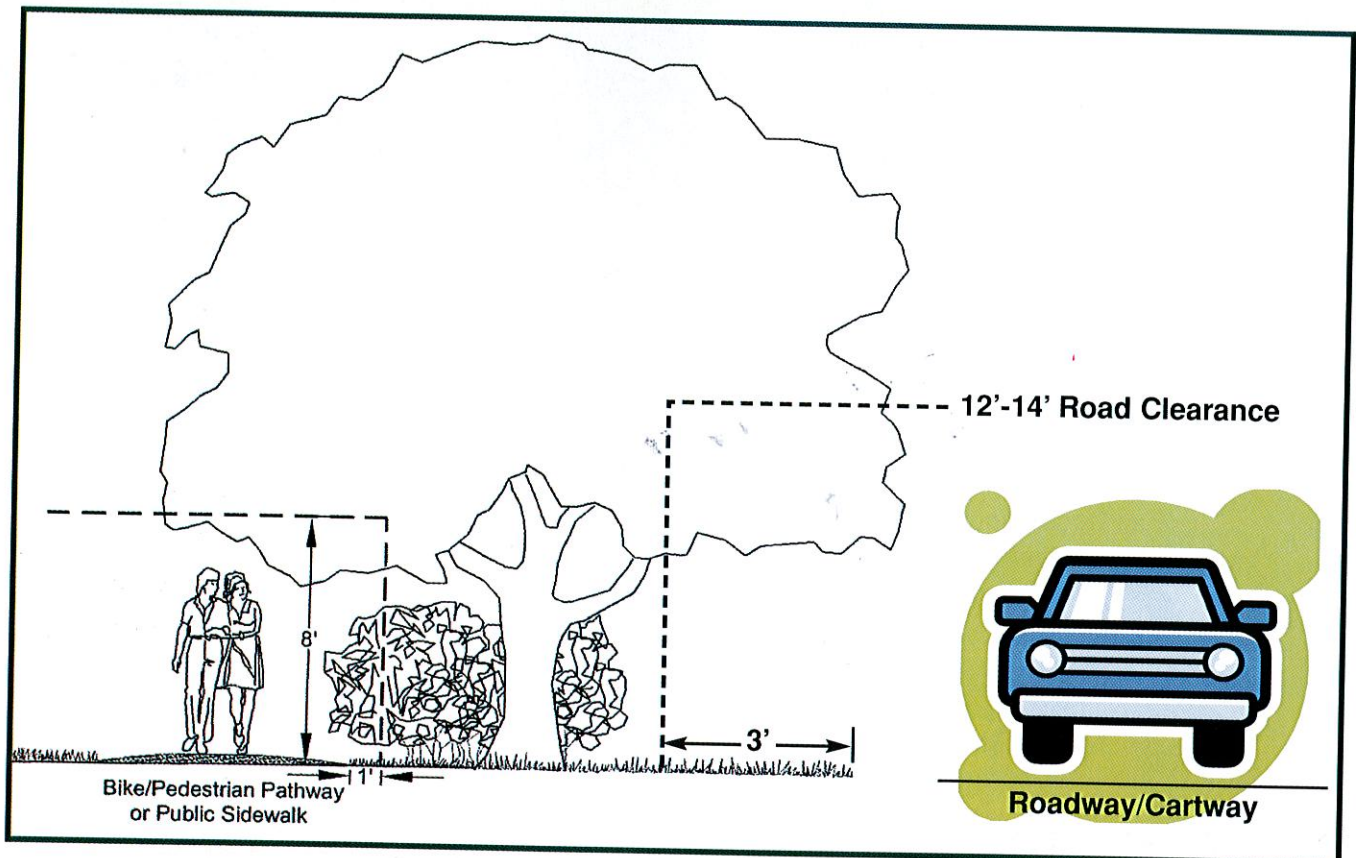 12'-14' Road Clearance
8'
3'
1'
Bike/Pedestrian Pathway
or Public Sidewalk
Roadway/Cartway